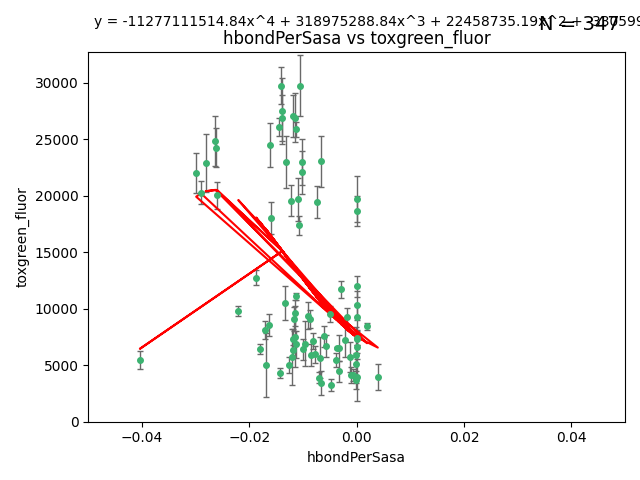 y = -11277111514.84x^4 + 318975288.84x^3 + 22458735.19x^2 +
N = 347
hbondPerSasa vs toxgreen_fluor
30000
25000
20000
15000
10000
5000
0
toxgreen_fluor
-0.04
-0.02
0.00
0.02
0.04
hbondPerSasa